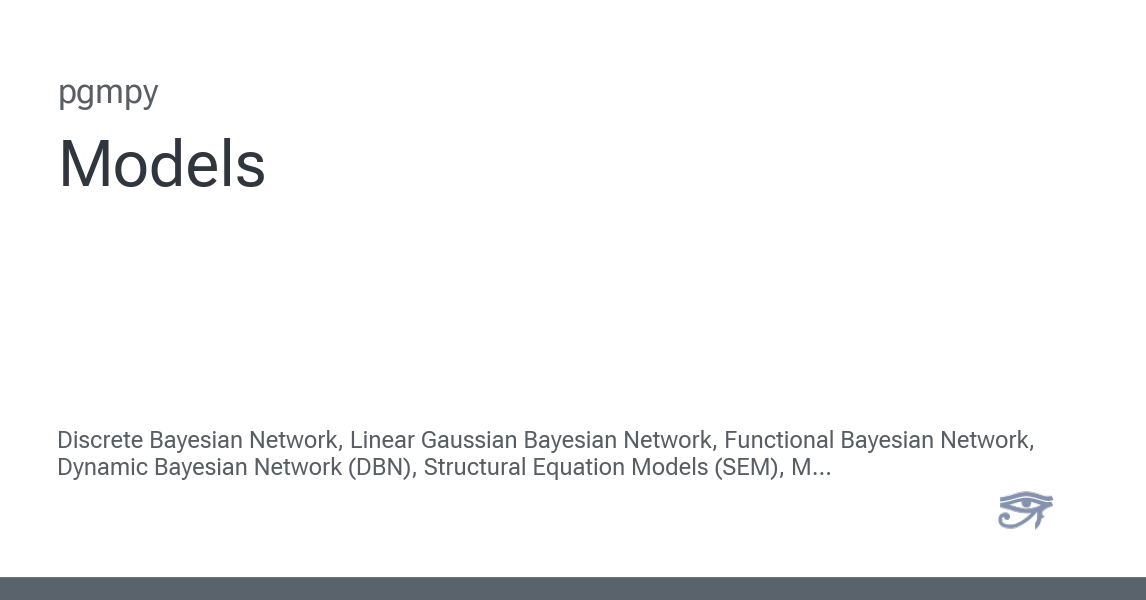 pgmpy
Models
Discrete Bayesian Network, Linear Gaussian Bayesian Network, Functional Bayesian Network,
Dynamic Bayesian Network (DBN), Structural Equation Models (SEM), M...